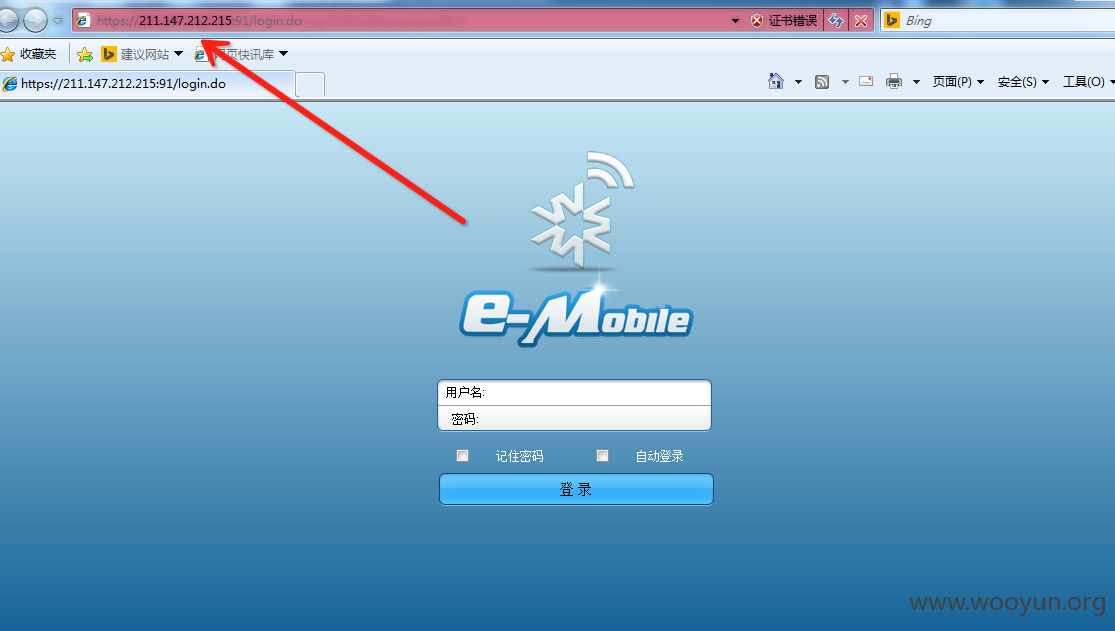 https://211.147.212.215:91/login.do
证书错误
Bing
收藏夹
建议网站
页快讯库
https://211.147.212.215:91/login.do
页面(P)
安全(S)
工具(O)
e-Mobile
用户名:
密码:
记住密码
自动登录
登 录
www.wooyun.org